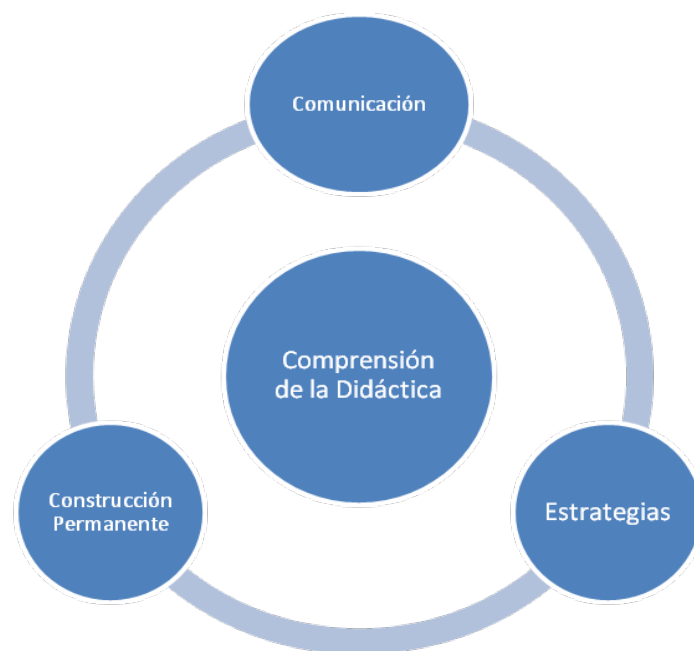 Comunicación
Comprensión
de la Didáctica
Construcción
Permanente
Estrategias